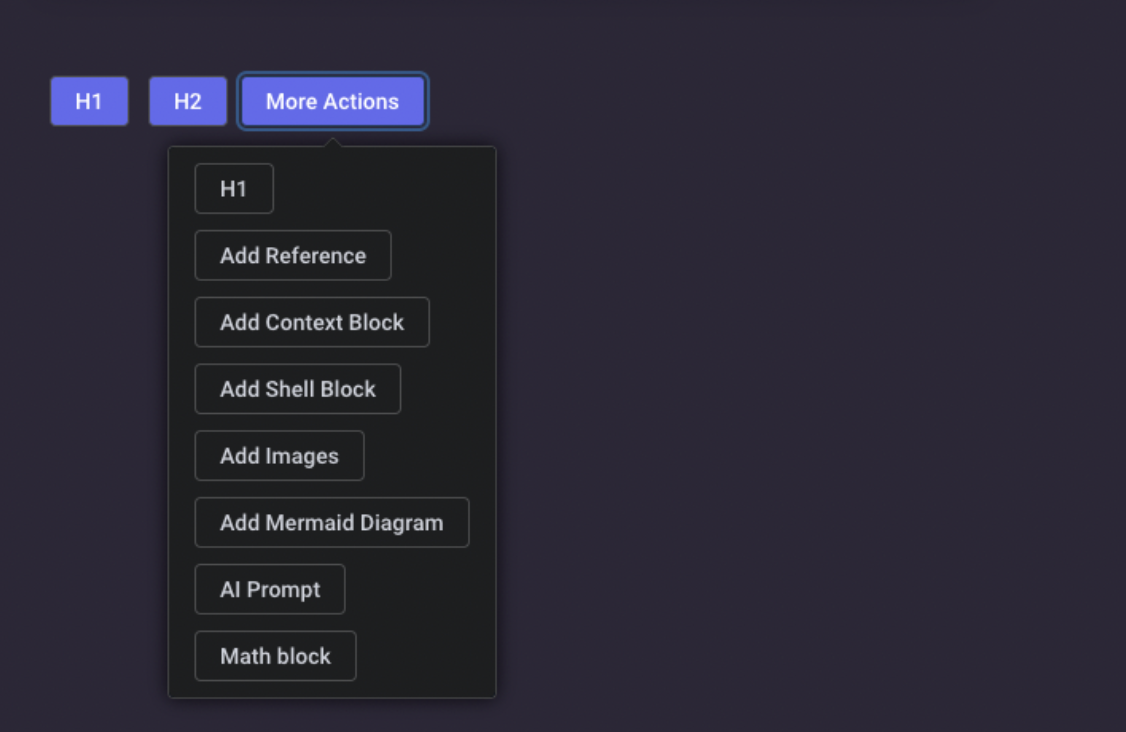 H1 H2 More Actions
H1
Add Reference
Add Context Block
Add Shell Block
Add Images
Add Mermaid Diagram
AI Prompt
Math block